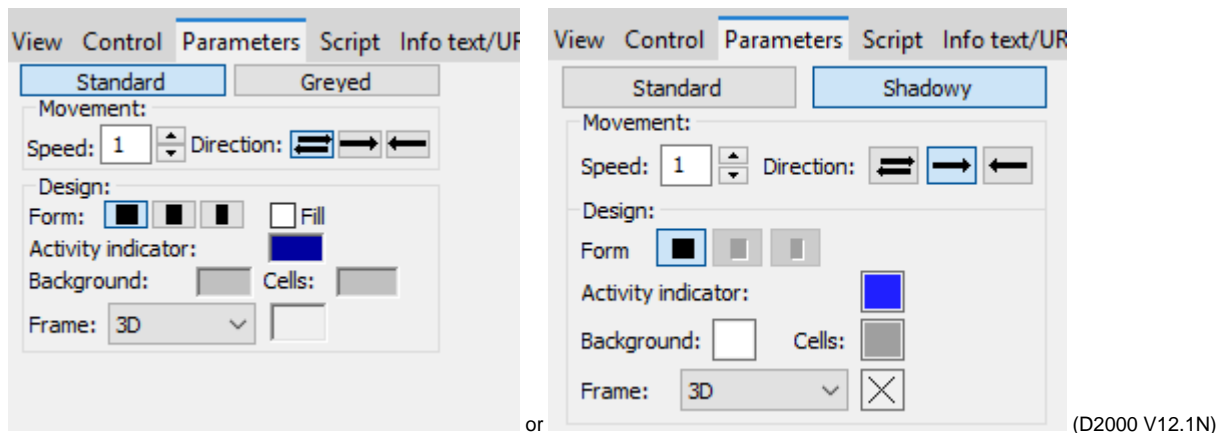 View Control Parameters Script Info text/UR
Standard Greyed
Movement:
Speed: 1 Direction:
Design:
Form: Fill
Activity indicator:
Background: Cells:
Frame: 3D
or
View Control Parameters Script Info text/UR
Standard Shadowy
Movement:
Speed: 1 Direction:
Design:
Form
Activity indicator:
Background: Cells:
Frame: 3D
(D2000 V12.1N)